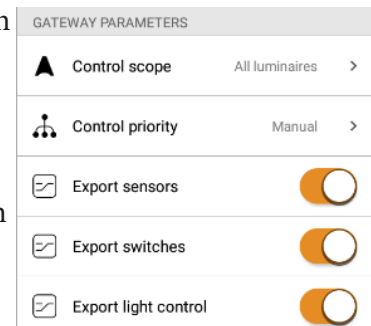 GATEWAY PARAMETERS
Control scope All luminaires >
Control priority Manual >
Export sensors
Export switches
Export light control